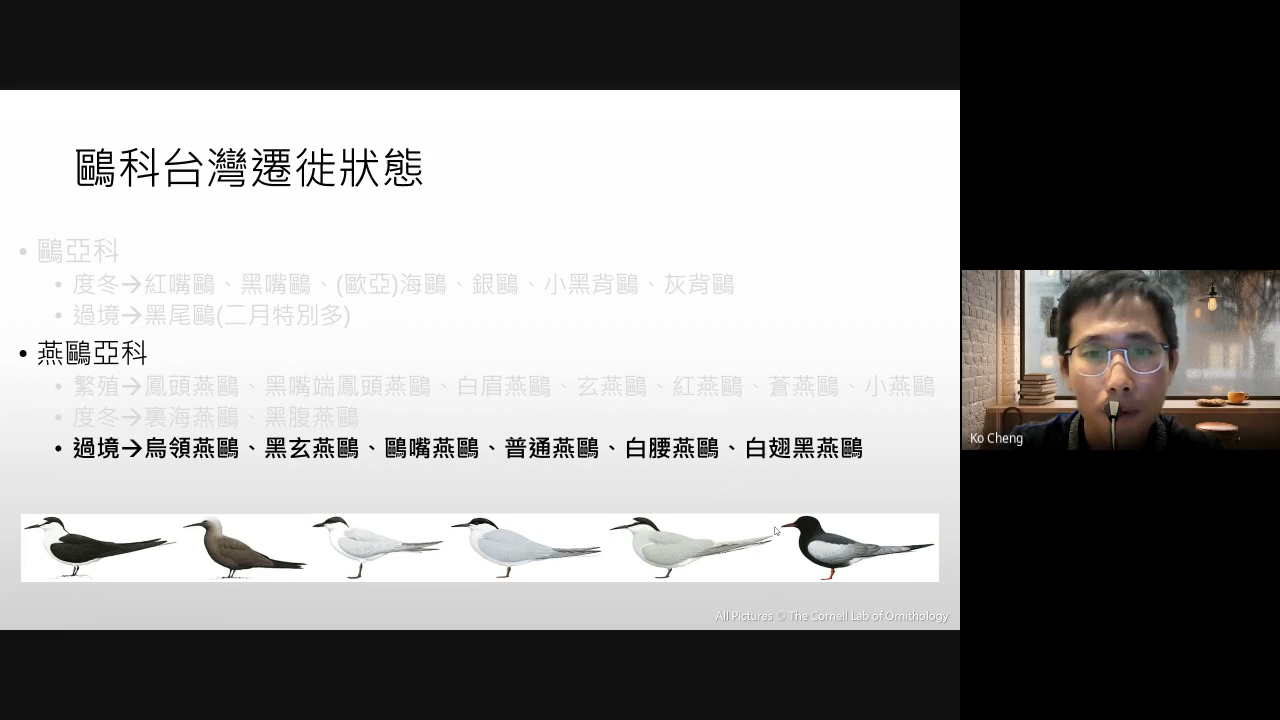 鷗科台灣遷徙狀態
• 鷗亞科
• 度冬→紅嘴鷗、黑嘴鷗、(歐亞)海鷗、銀鷗、小黑背鷗、灰背鷗
• 過境→黑尾鷗(二月特別多)
• 燕鷗亞科
• 繁殖→鳳頭燕鷗、黑嘴端鳳頭燕鷗、白眉燕鷗、玄燕鷗、紅燕鷗、蒼燕鷗、小燕鷗
• 度冬→裏海燕鷗、黑腹燕鷗
• 過境→烏領燕鷗、黑玄燕鷗、鷗嘴燕鷗、普通燕鷗、白腰燕鷗、白翅黑燕鷗
All Pictures © The Cornell Lab of Ornithology
Ko Cheng